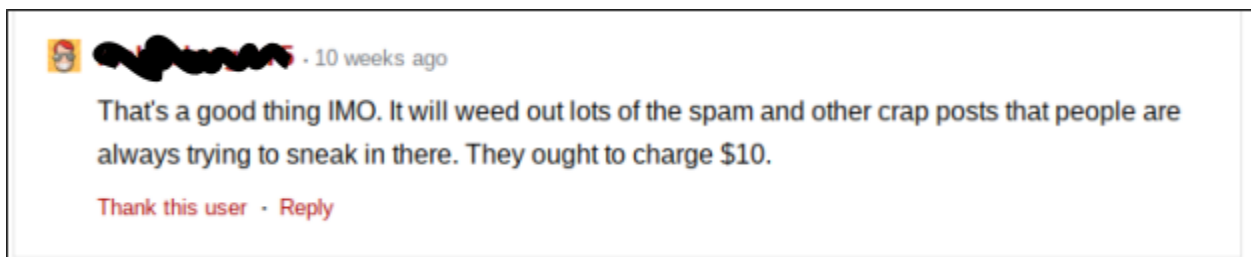 · 10 weeks ago
That's a good thing IMO. It will weed out lots of the spam and other crap posts that people are
always trying to sneak in there. They ought to charge $10.
Thank this user · Reply